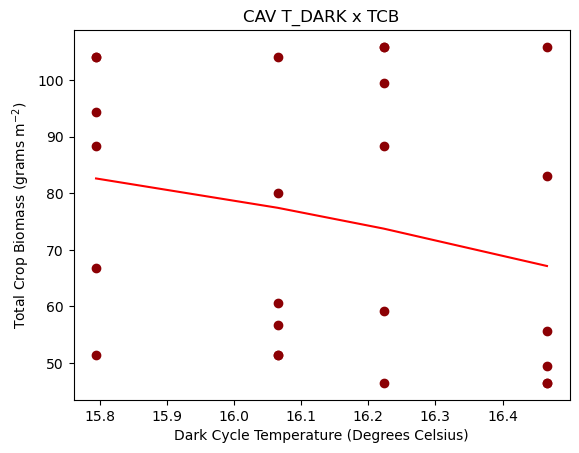 CAV T_DARK x TCB
Total Crop Biomass (grams m⁻²)
100
90
80
70
60
50
15.8 15.9 16.0 16.1 16.2 16.3 16.4
Dark Cycle Temperature (Degrees Celsius)